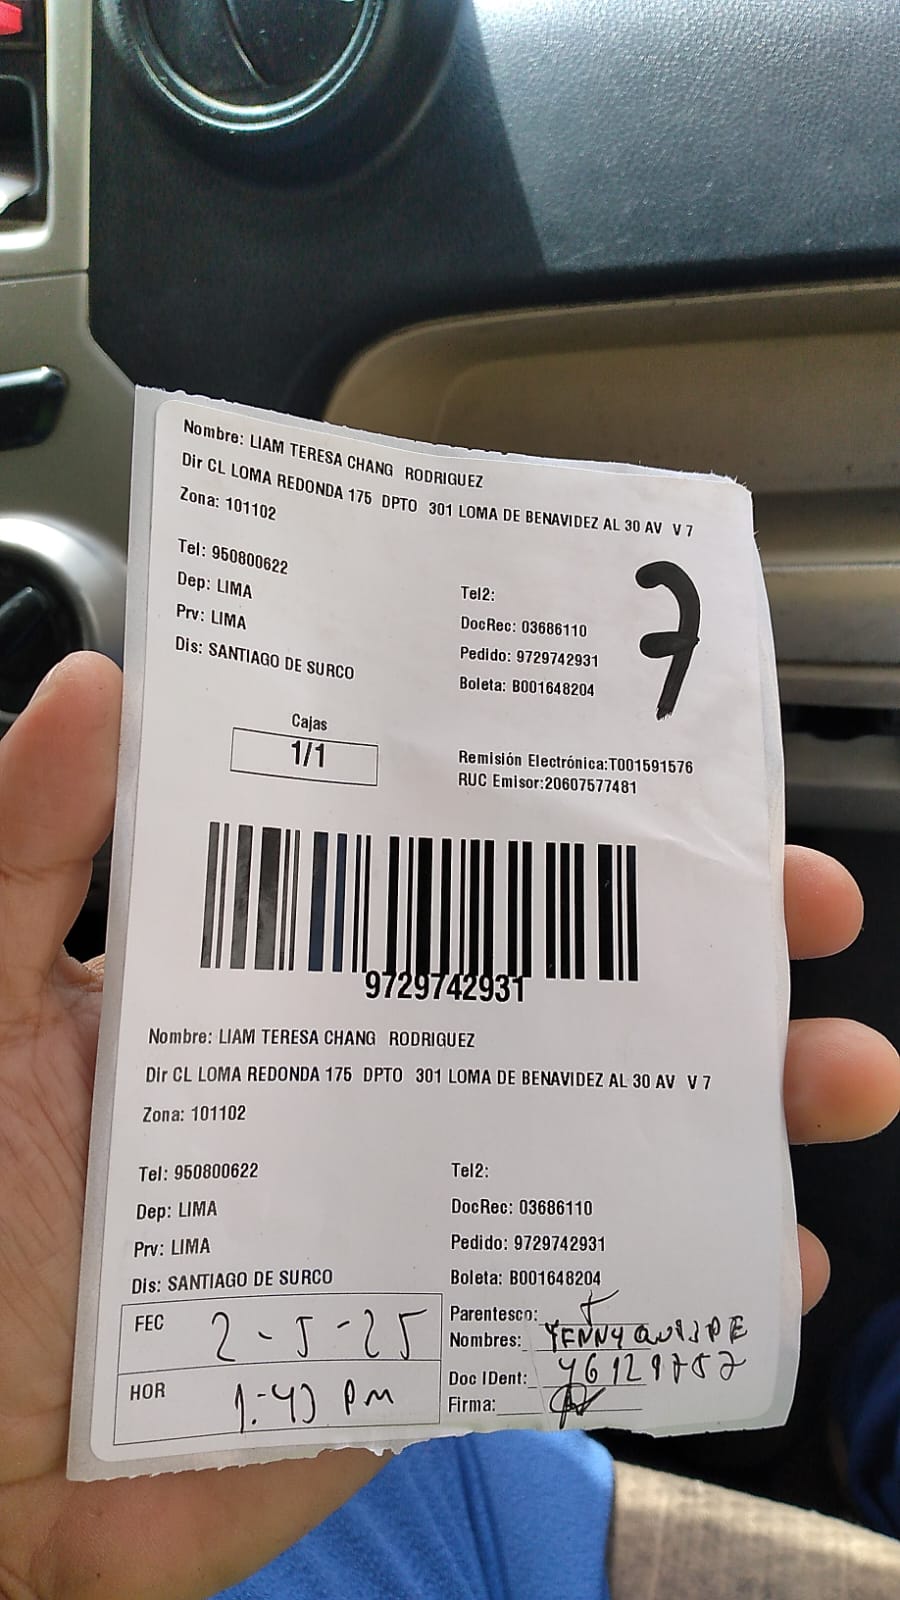 Nombre: LIAM TERESA CHANG RODRIGUEZ
Dir CL LOMA REDONDA 175 DPTO 301 LOMA DE BENAVIDEZ AL 30 AV V 7
Zona: 101102
7
Tel: 950800622
Dep: LIMA
Prv: LIMA
Dis: SANTIAGO DE SURCO
Tel2:
DocRec: 03686110
Pedido: 9729742931
Boleta: B001648204
Cajas
1/1
Remisión Electrónica:T001591576
RUC Emisor:20607577481
9729742931
Nombre: LIAM TERESA CHANG RODRIGUEZ
Dir CL LOMA REDONDA 175 DPTO 301 LOMA DE BENAVIDEZ AL 30 AV V 7
Zona: 101102
Tel: 950800622
Dep: LIMA
Prv: LIMA
Dis: SANTIAGO DE SURCO
Tel2:
DocRec: 03686110
Pedido: 9729742931
Boleta: B001648204
FEC 2-5-25
HOR 1:43 PM
Parentesco:
Nombres: YENNY QUISPE
Doc IDent:
Firma: